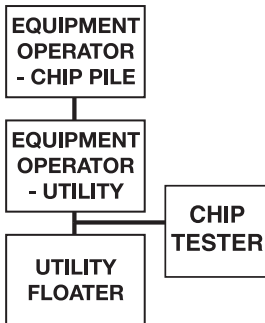 EQUIPMENT
OPERATOR
- CHIP PILE
EQUIPMENT
OPERATOR
- UTILITY
CHIP
TESTER
UTILITY
FLOATER